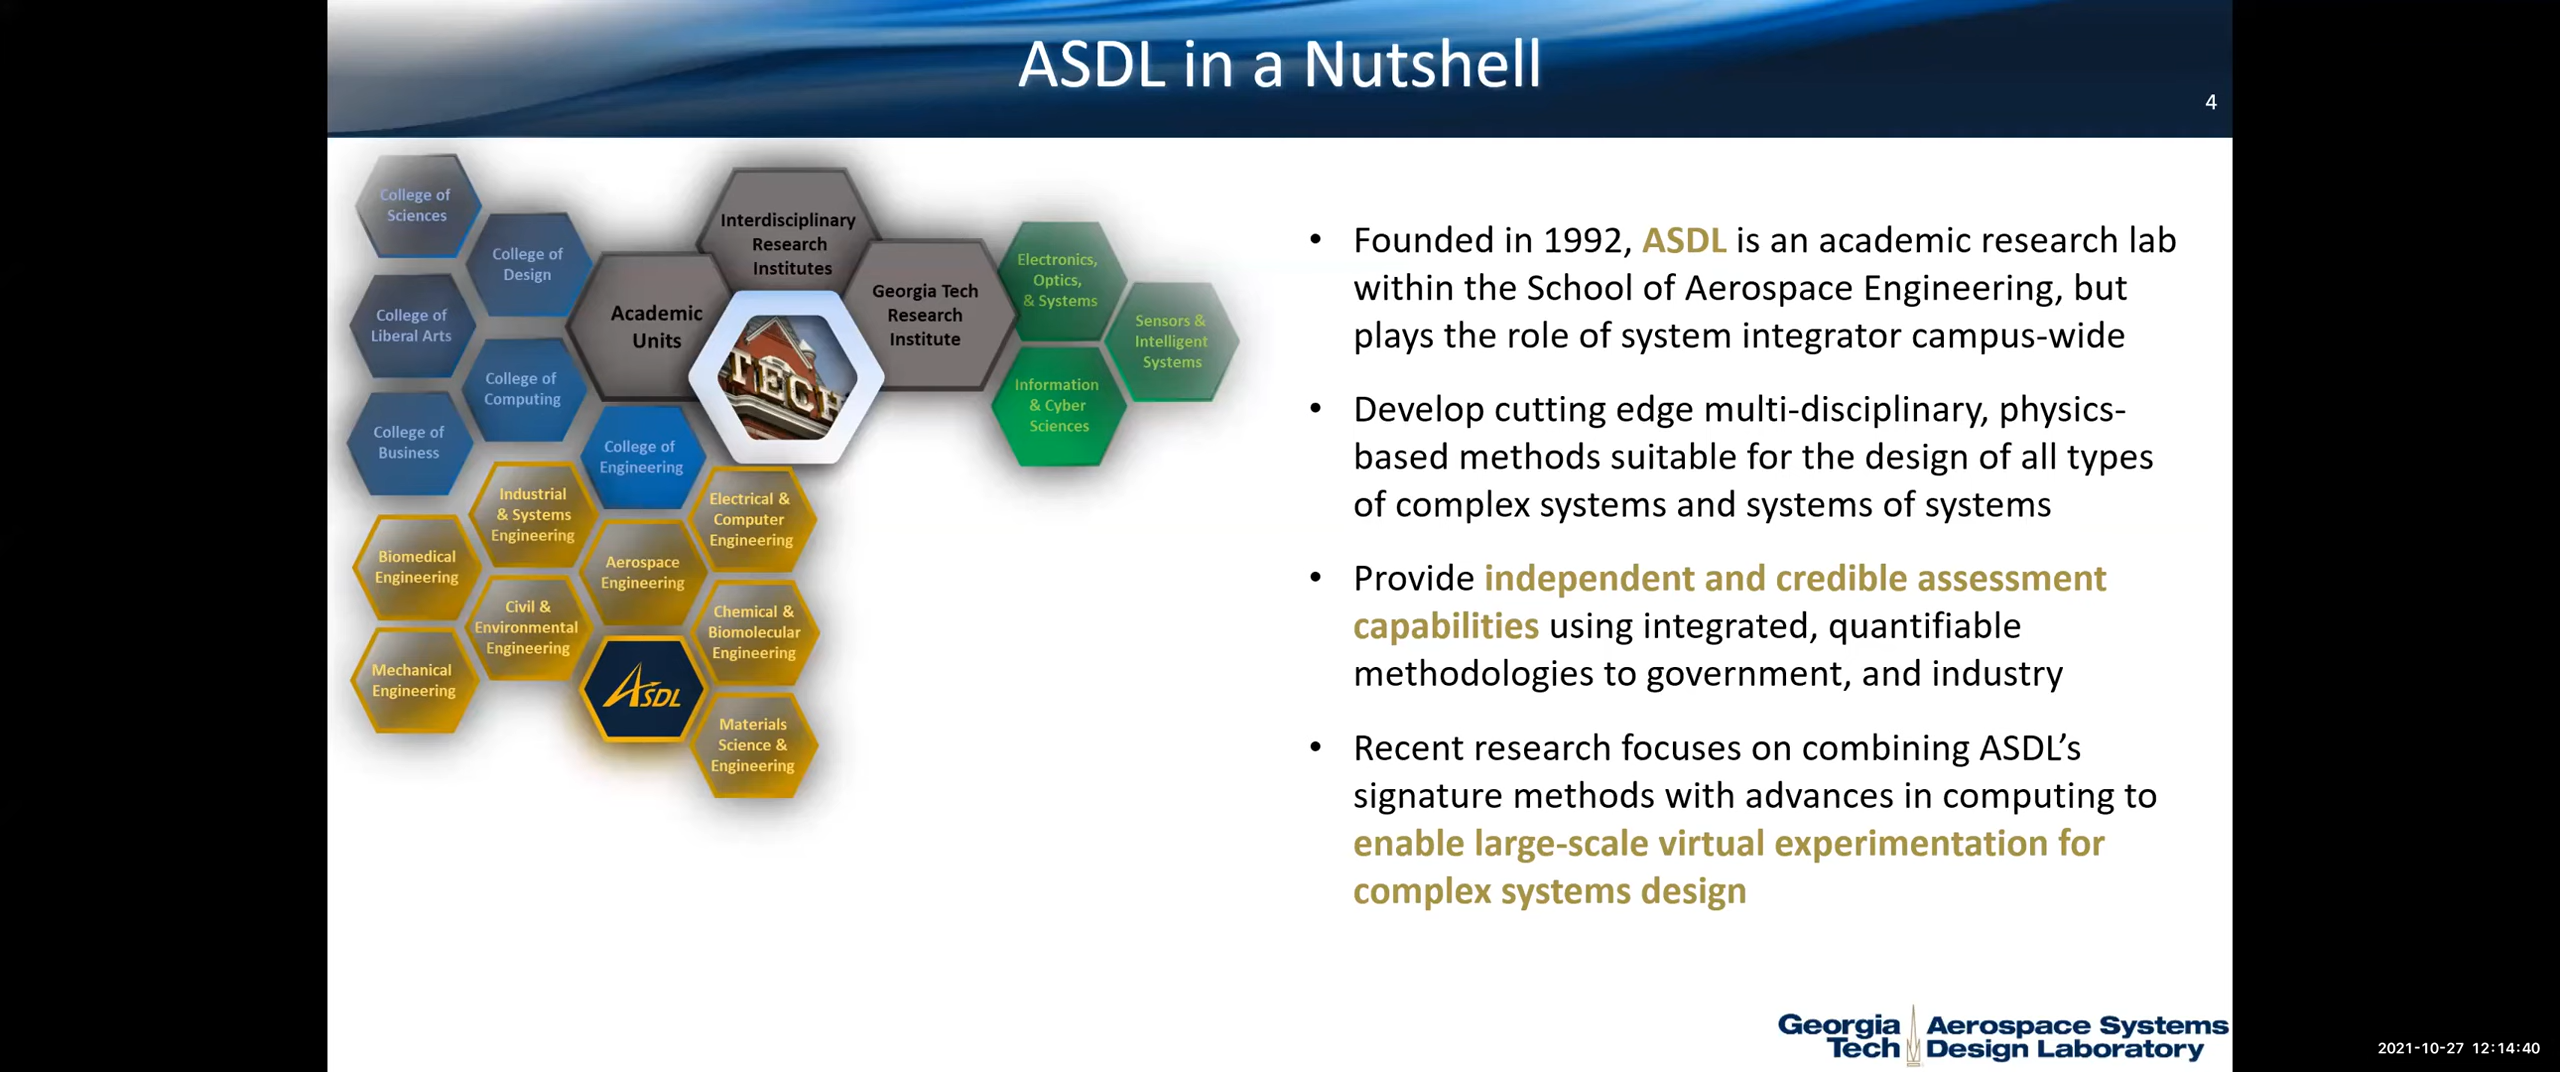 ASDL in a Nutshell
4
College of
Sciences
College of
Design
College of
Liberal Arts
College of
Computing
College of
Business
College of
Engineering
Academic
Units
Interdisciplinary
Research
Institutes
Georgia Tech
Research
Institute
TECH
Electronics,
Optics,
& Systems
Sensors &
Intelligent
Systems
Information
& Cyber
Sciences
Industrial
& Systems
Engineering
Electrical &
Computer
Engineering
Biomedical
Engineering
Aerospace
Engineering
Civil &
Environmental
Engineering
Chemical &
Biomolecular
Engineering
Mechanical
Engineering
ASDL
Materials
Science &
Engineering
• Founded in 1992, ASDL is an academic research lab
within the School of Aerospace Engineering, but
plays the role of system integrator campus-wide
• Develop cutting edge multi-disciplinary, physics-
based methods suitable for the design of all types
of complex systems and systems of systems
• Provide independent and credible assessment
capabilities using integrated, quantifiable
methodologies to government, and industry
• Recent research focuses on combining ASDL’s
signature methods with advances in computing to
enable large-scale virtual experimentation for
complex systems design
Georgia
Tech
Aerospace Systems
Design Laboratory
2021-10-27 12:14:40